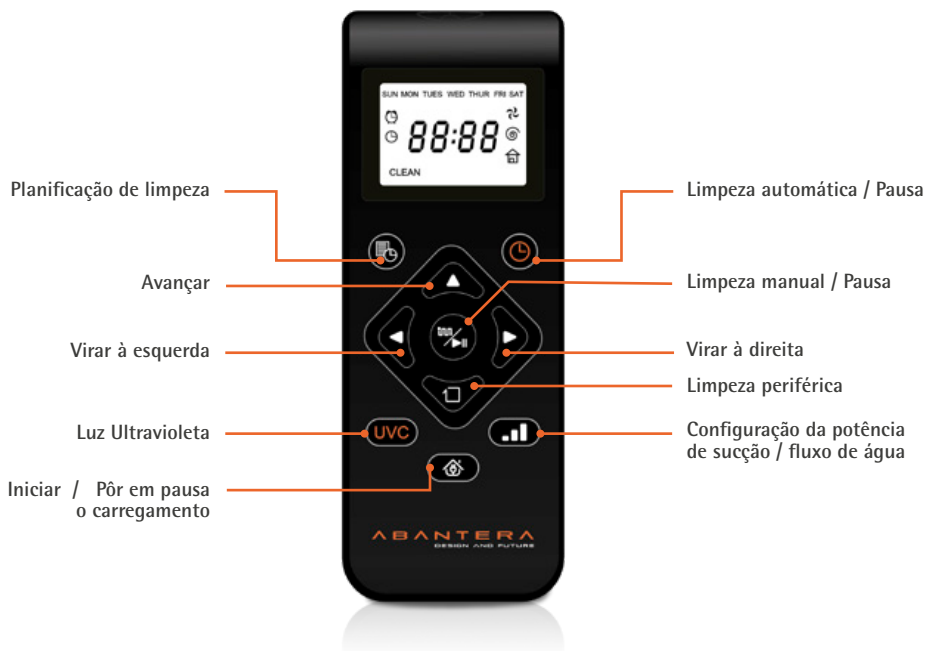 SUN MON TUES WED THUR FRI SAT
88:88
CLEAN
Planificação de limpeza
Limpeza automática / Pausa
Avançar
Limpeza manual / Pausa
Virar à esquerda
Virar à direita
Limpeza periférica
UVC
Luz Ultravioleta
Configuração da potência
de sucção / fluxo de água
Iniciar / Pôr em pausa
o carregamento
ABANTERA
DESIGN AND FUTURE